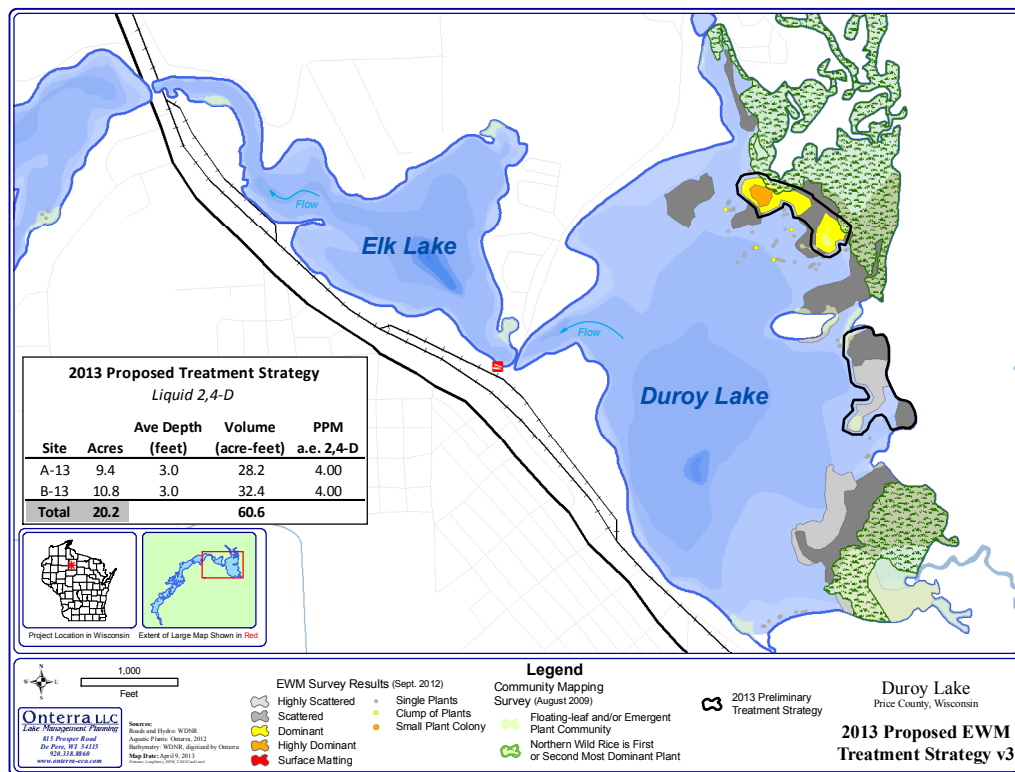 Elk Lake
Flow
Flow
Duroy Lake
2013 Proposed Treatment Strategy
Liquid 2,4-D
Ave Depth Volume PPM
Site Acres (feet) (acre-feet) a.e. 2,4-D
A-13 9.4 3.0 28.2 4.00
B-13 10.8 3.0 32.4 4.00
Total 20.2 60.6
Project Location in Wisconsin
Extent of Large Map Shown in Red
N
W E
S
1,000
Feet
Onterra LLC
Lake Management Planning
815 Prosper Road
De Pere, WI 54115
920.338.8860
www.onterra-eco.com
Sources:
Roads and Hydro: WDNR
Aquatic Plants: Onterra, 2012
Bathymetry: WDNR, digitized by Onterra
Map Date: April 9, 2013
Legend
EWM Survey Results (Sept. 2012)
Highly Scattered
Scattered
Dominant
Highly Dominant
Surface Matting
Single Plants
Clump of Plants
Small Plant Colony
Community Mapping
Survey (August 2009)
Floating-leaf and/or Emergent
Plant Community
Northern Wild Rice is First
or Second Most Dominant Plant
2013 Preliminary
Treatment Strategy
Duroy Lake
Price County, Wisconsin
2013 Proposed EWM
Treatment Strategy v3